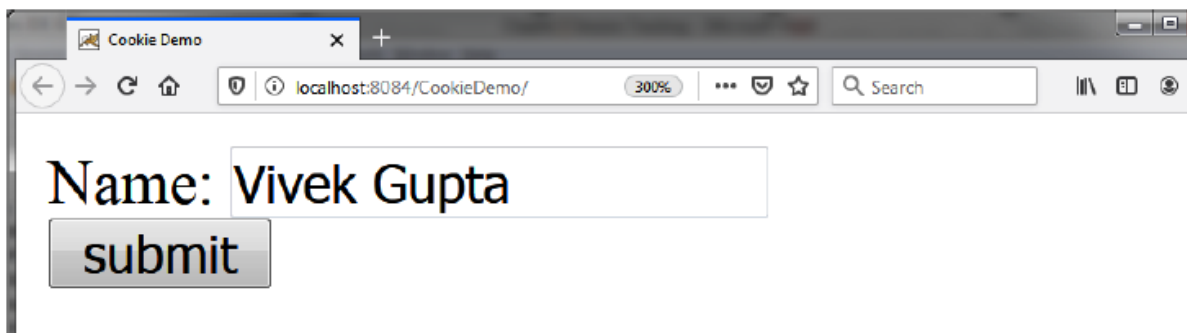 Cookie Demo
localhost:8084/CookieDemo/ 300% Search
Name: Vivek Gupta
submit